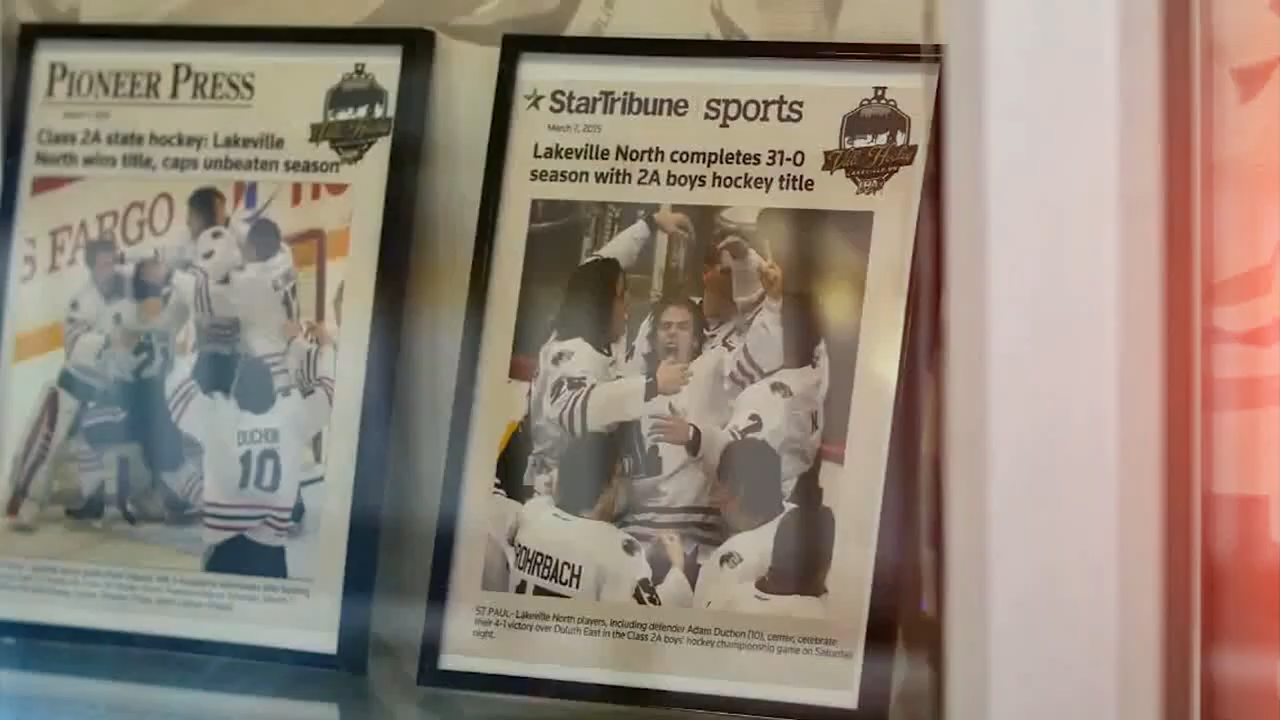 PIONEER PRESS
Class 2A state hockey: Lakeville
North wins title, caps unbeaten season
S FARGO
DUCHON
10
StarTribune sports
March 7, 2015
Lakeville North completes 31-0
season with 2A boys hockey title
ROHRBACH
ST PAUL- Lakeville North players, including defender Adam Duchon (10), center, celebrate
their 4-1 victory over Duluth East in the Class 2A boys' hockey championship game on Saturday
night.